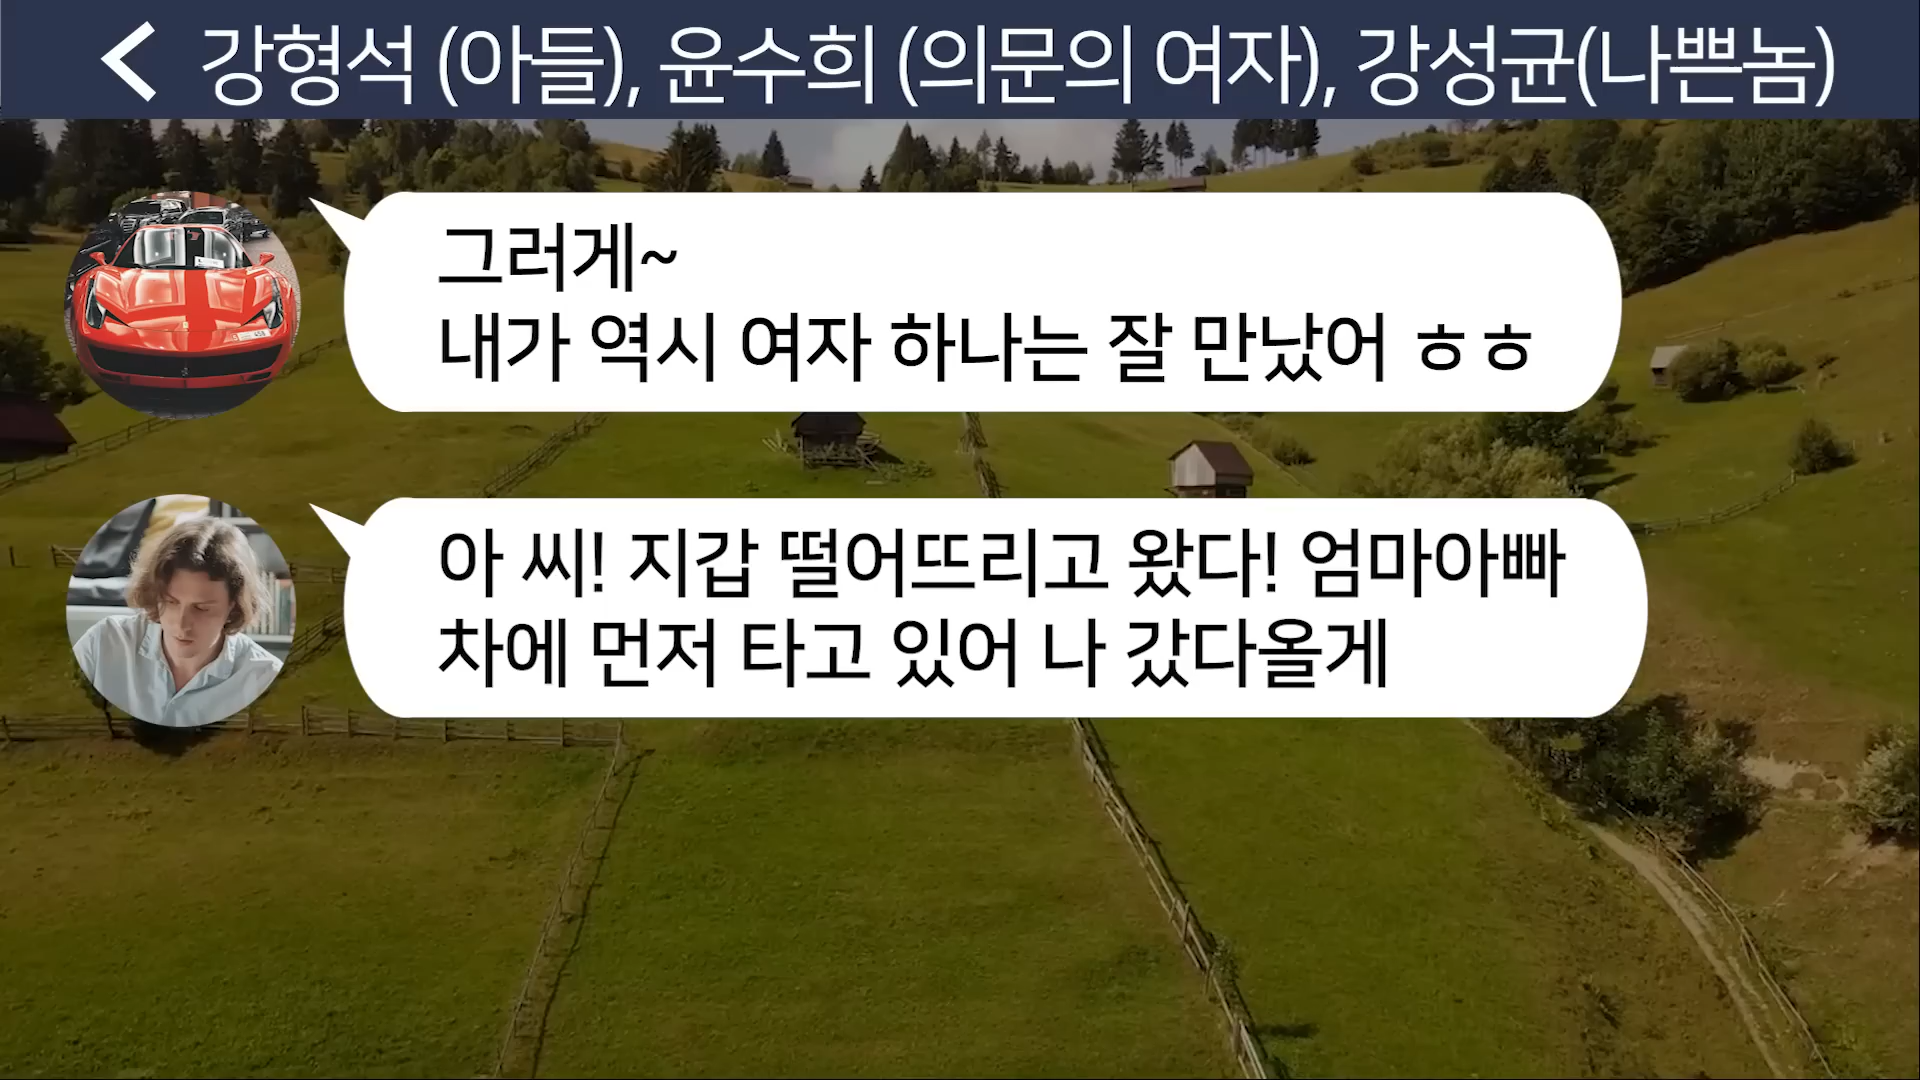 강형석 (아들), 윤수희 (의문의 여자), 강성균(나쁜놈)
그러게~
내가 역시 여자 하나는 잘 만났어 ㅎㅎ
아 씨! 지갑 떨어뜨리고 왔다! 엄마아빠
차에 먼저 타고 있어 나 갔다올게